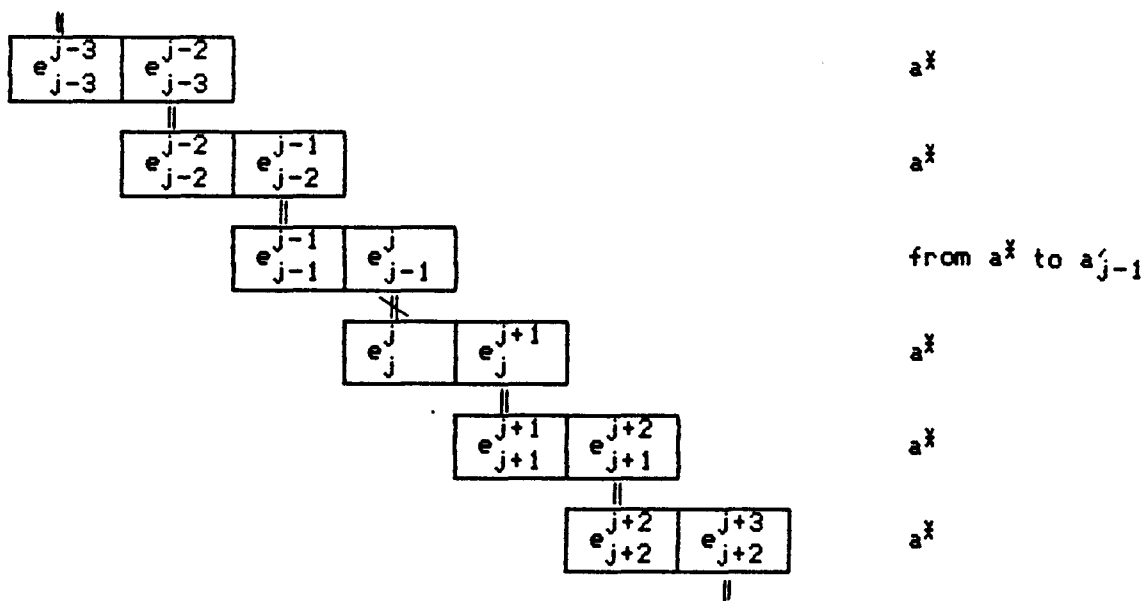 ||
e^{j-3}_{j-3} e^{j-2}_{j-3} a*
||
e^{j-2}_{j-2} e^{j-1}_{j-2} a*
||
e^{j-1}_{j-1} e^{j}_{j-1} from a* to a′_{j-1}
e^{j}_{j} e^{j+1}_{j} a*
||
e^{j+1}_{j+1} e^{j+2}_{j+1} a*
||
e^{j+2}_{j+2} e^{j+3}_{j+2} a*
||